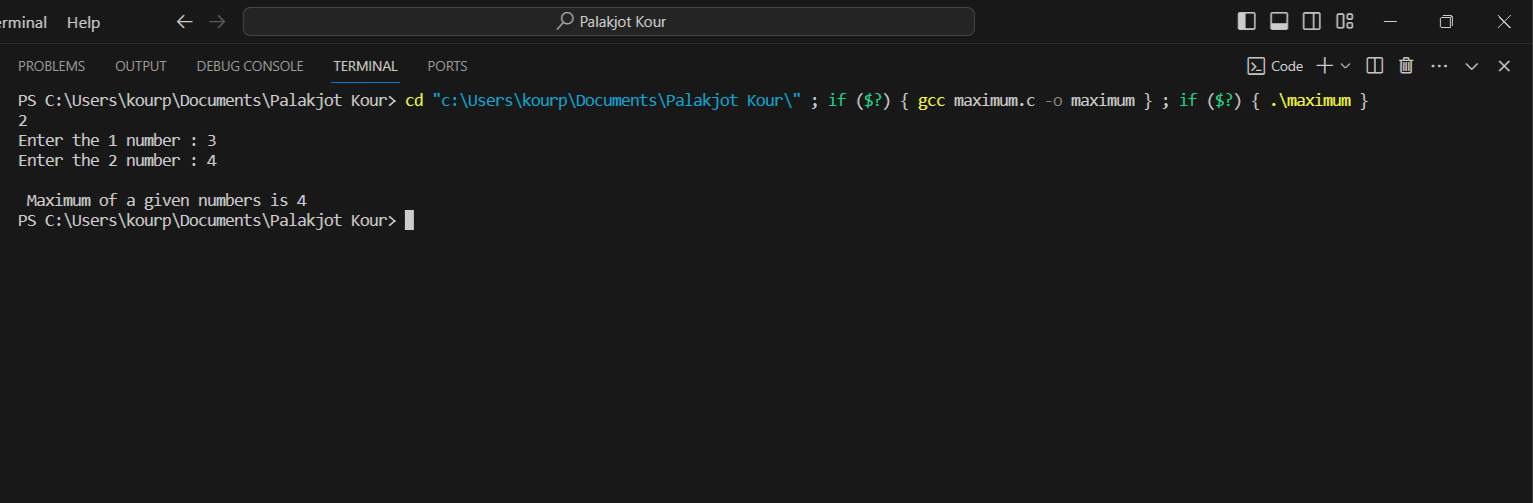 erminal Help Palakjot Kour
PROBLEMS OUTPUT DEBUG CONSOLE TERMINAL PORTS Code
PS C:\Users\kourp\Documents\Palakjot Kour> cd "c:\Users\kourp\Documents\Palakjot Kour\" ; if ($?) { gcc maximum.c -o maximum } ; if ($?) { .\maximum }
2
Enter the 1 number : 3
Enter the 2 number : 4
Maximum of a given numbers is 4
PS C:\Users\kourp\Documents\Palakjot Kour>